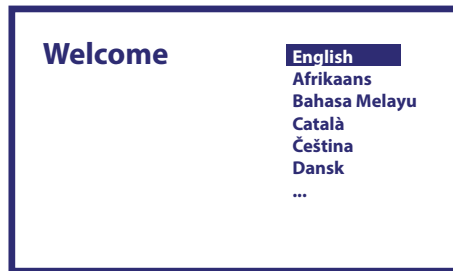 Welcome
English
Afrikaans
Bahasa Melayu
Català
Čeština
Dansk
...